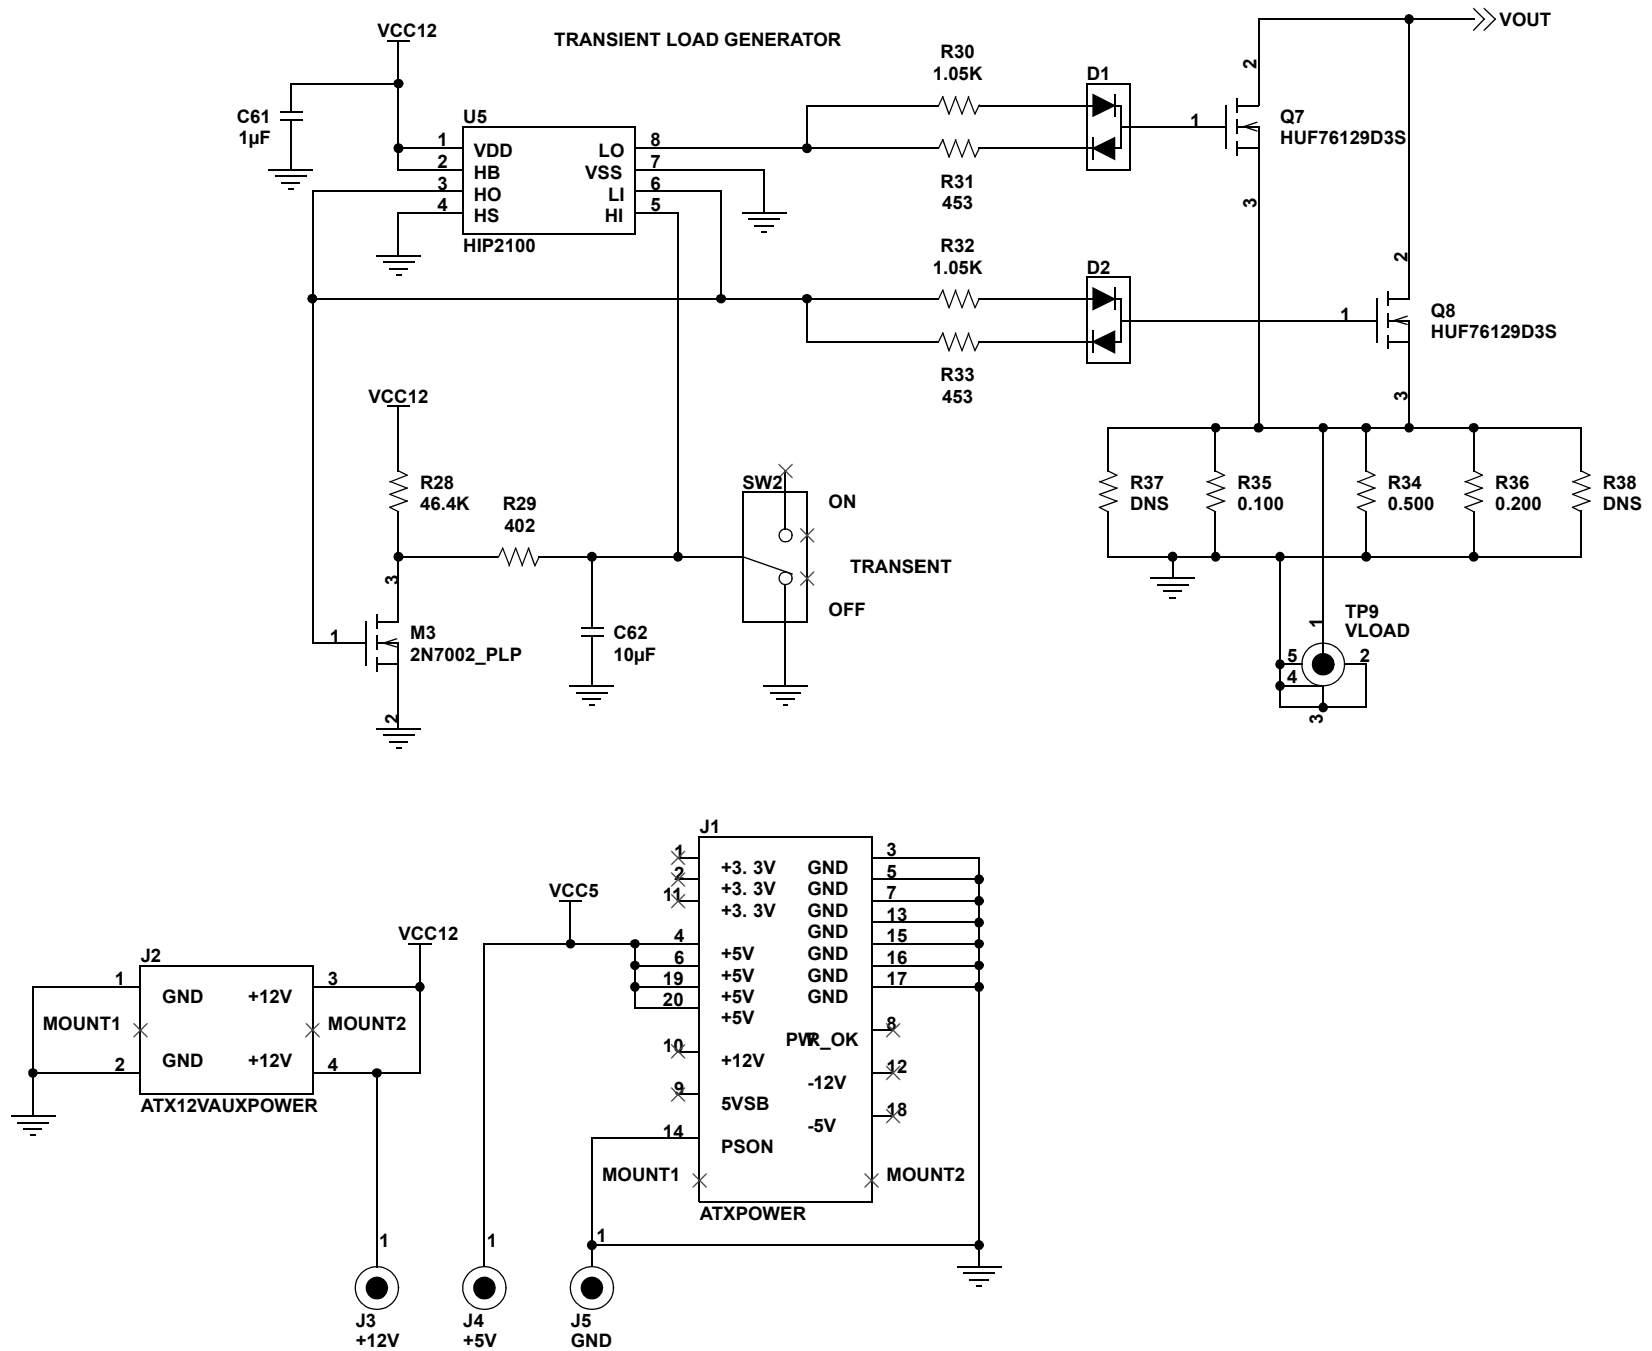 TRANSIENT LOAD GENERATOR
VCC12
C61
1µF
U5
1 VDD LO 8
2 HB VSS 7
3 HO LI 6
4 HS HI 5
HIP2100
R30
1.05K
R31
453
D1
1
2
3
Q7
HUF76129D3S
VOUT
R32
1.05K
R33
453
D2
1
2
3
Q8
HUF76129D3S
VCC12
R28
46.4K
R29
402
3
1
2
M3
2N7002_PLP
C62
10µF
SW2
ON
TRANSENT
OFF
R37
DNS
R35
0.100
R34
0.500
R36
0.200
R38
DNS
TP9
VLOAD
1
5
2
4
3
J2
VCC12
1 GND +12V 3
MOUNT1 MOUNT2
2 GND +12V 4
ATX12VAUXPOWER
VCC5
J1
1 +3. 3V GND 3
2 +3. 3V GND 5
11 +3. 3V GND 7
GND 13
4 +5V GND 15
6 +5V GND 16
19 +5V GND 17
20 +5V
PWR_OK 8
10 +12V
-12V 12
9 5VSB
-5V 18
14 PSON
MOUNT1 MOUNT2
ATXPOWER
1
J3
+12V
1
J4
+5V
1
J5
GND